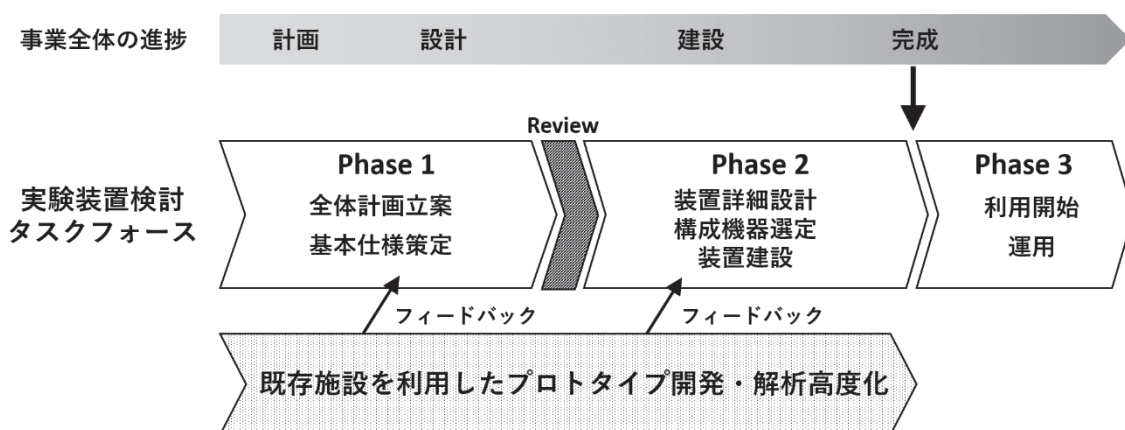 事業全体の進捗
計画
設計
建設
完成
Review
実験装置検討
タスクフォース
Phase 1
全体計画立案
基本仕様策定
Phase 2
装置詳細設計
構成機器選定
装置建設
Phase 3
利用開始
運用
フィードバック
フィードバック
既存施設を利用したプロトタイプ開発・解析高度化